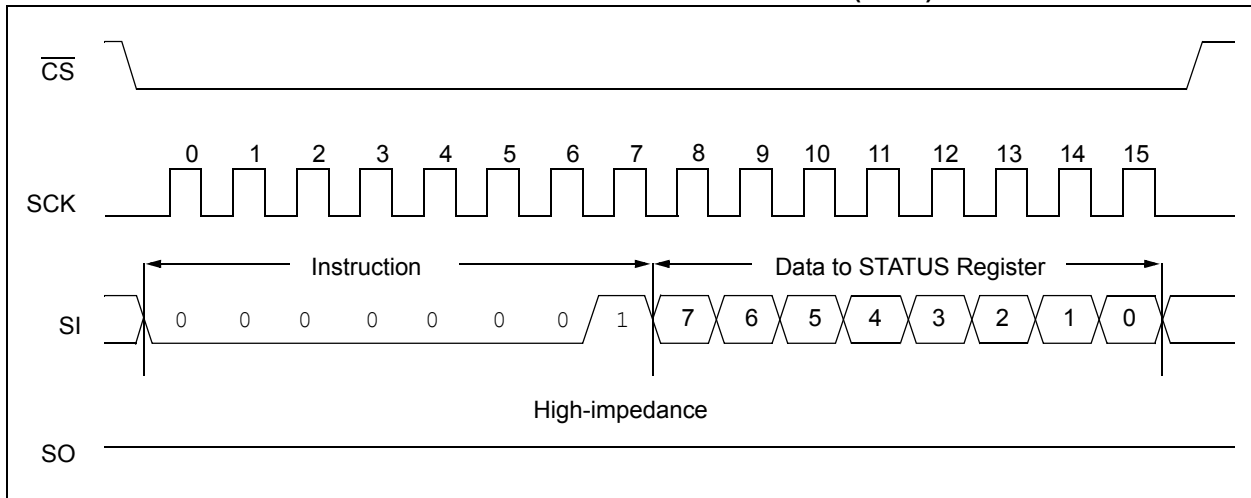 CS
0 1 2 3 4 5 6 7 8 9 10 11 12 13 14 15
SCK
Instruction Data to STATUS Register
SI 0 0 0 0 0 0 0 1 7 6 5 4 3 2 1 0
High-impedance
SO